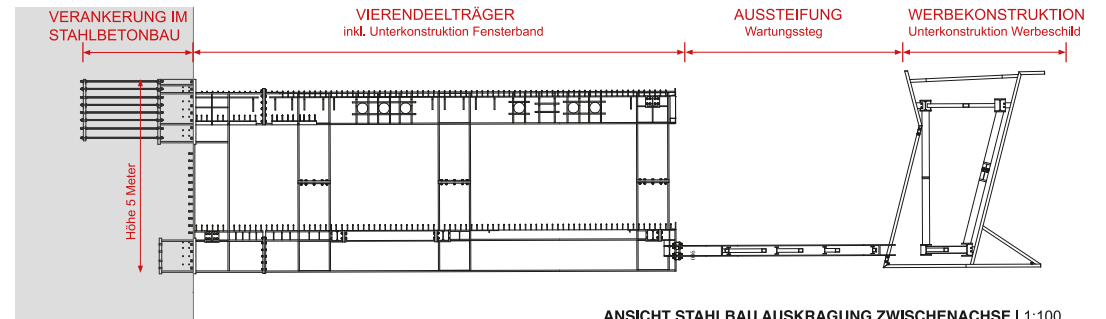 VERANKERUNG IM
STAHLBETONBAU
VIERENDEELTRÄGER
inkl. Unterkonstruktion Fensterband
AUSSTEIFUNG
Wartungssteg
WERBEKONSTRUKTION
Unterkonstruktion Werbeschild
Höhe 5 Meter
ANSICHT STAHLBAU AUSKRAGUNG ZWISCHENACHSE | 1:100